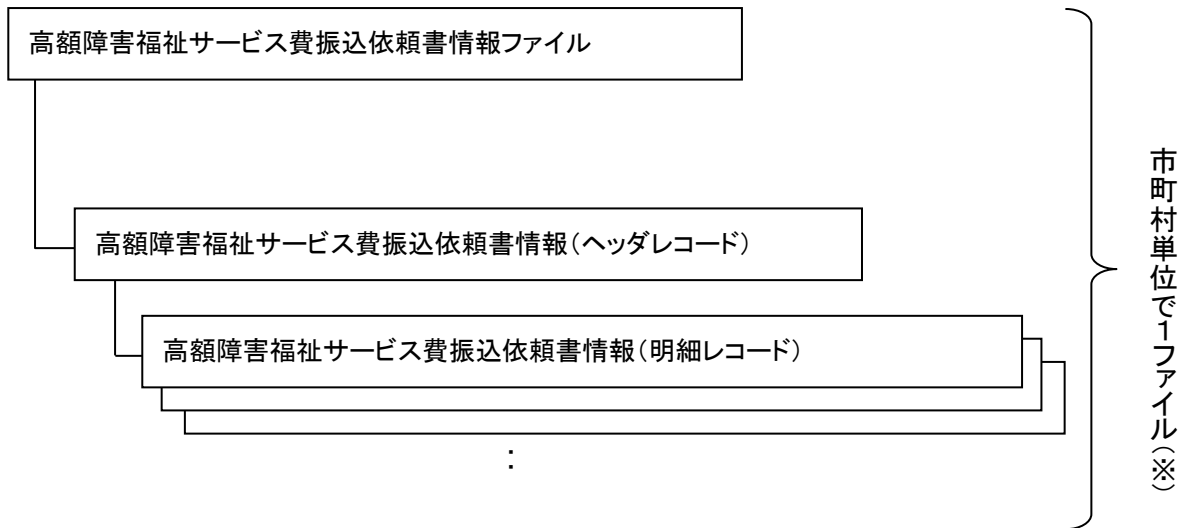 高額障害福祉サービス費振込依頼書情報ファイル
高額障害福祉サービス費振込依頼書情報(ヘッダレコード)
高額障害福祉サービス費振込依頼書情報(明細レコード)
:
市町村単位で1ファイル(※)